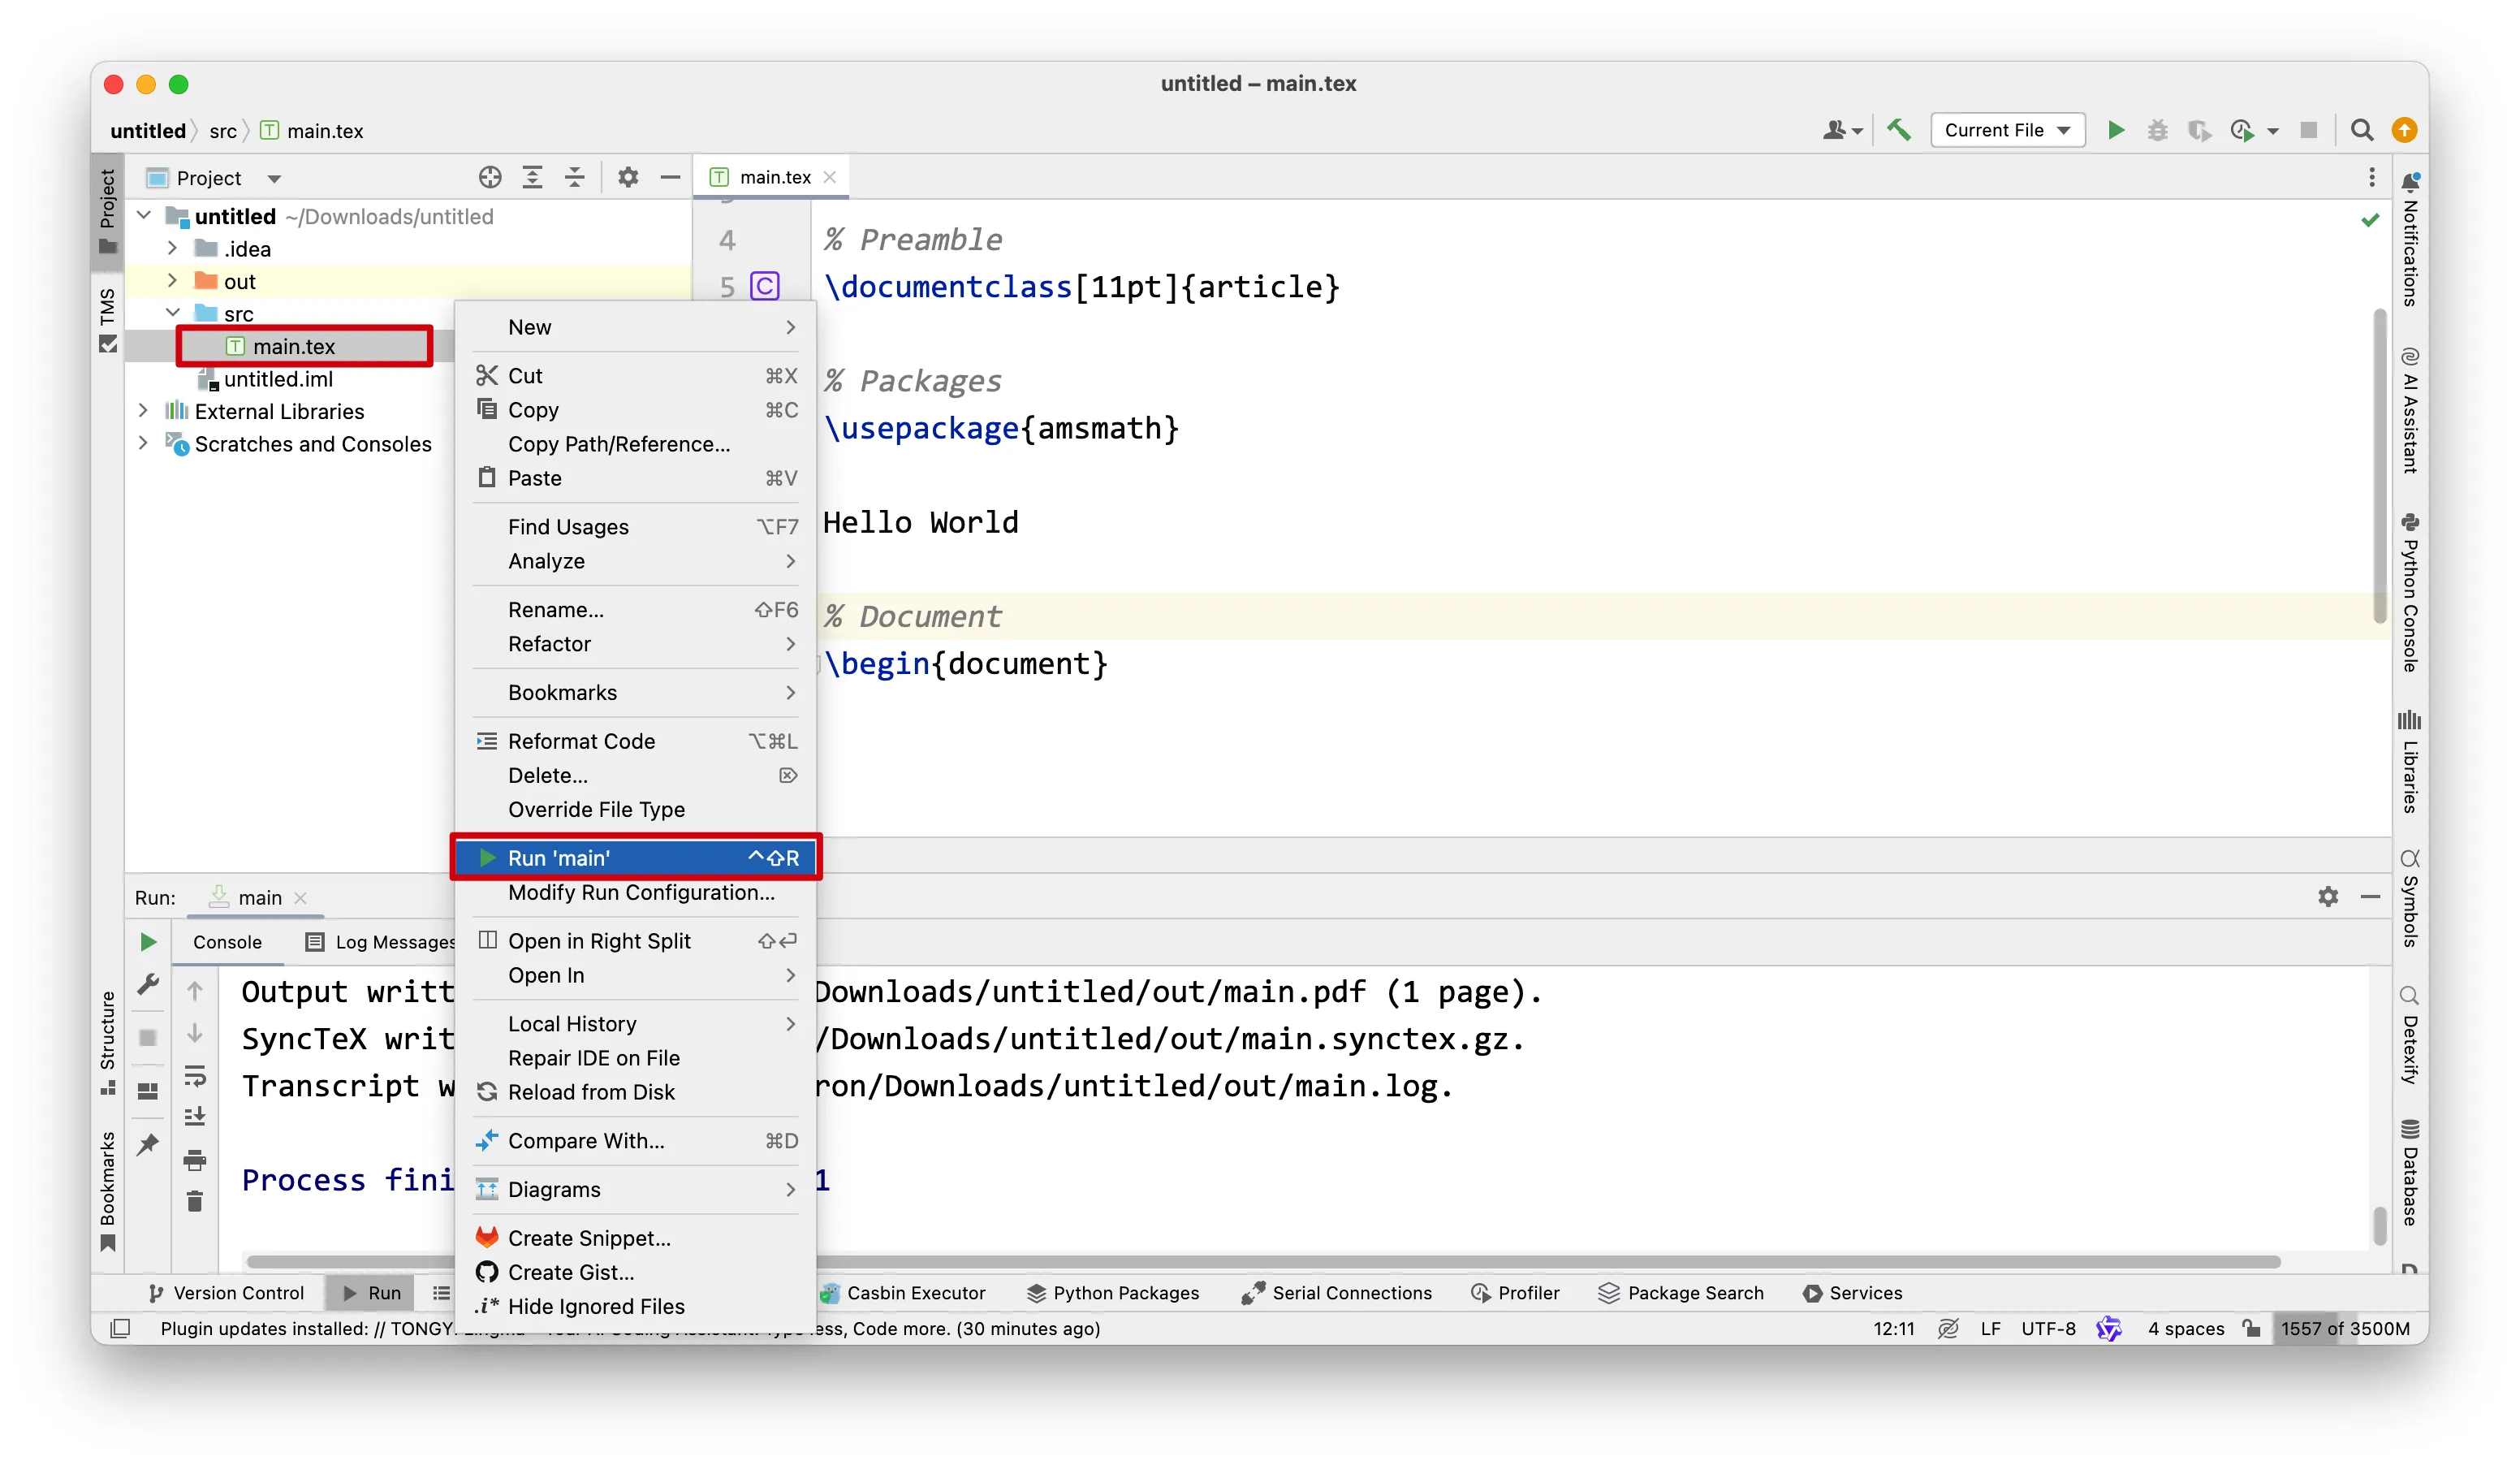 untitled – main.tex
untitled src main.tex
Current File
Project
main.tex
Project
TMS
Structure
Bookmarks
untitled ~/Downloads/untitled
.idea
out
src
main.tex
untitled.iml
External Libraries
Scratches and Consoles
4 % Preamble
5 \documentclass[11pt]{article}
% Packages
\usepackage{amsmath}
Hello World
% Document
\begin{document}
New
Cut ⌘X
Copy ⌘C
Copy Path/Reference...
Paste ⌘V
Find Usages ⌥F7
Analyze
Rename... ⇧F6
Refactor
Bookmarks
Reformat Code ⌥⌘L
Delete... ⌦
Override File Type
Run 'main' ^⇧R
Modify Run Configuration...
Open in Right Split ⇧↩
Open In
Local History
Repair IDE on File
Reload from Disk
Compare With... ⌘D
Diagrams
Create Snippet...
Create Gist...
.i* Hide Ignored Files
Run: main
Console Log Messages
Output writt Downloads/untitled/out/main.pdf (1 page).
SyncTeX writ /Downloads/untitled/out/main.synctex.gz.
Transcript w ron/Downloads/untitled/out/main.log.
Process fini 1
Notifications
AI Assistant
Python Console
Libraries
Symbols
Detexify
Database
Version Control Run Casbin Executor Python Packages Serial Connections Profiler Package Search Services
Plugin updates installed: // TONGY ess, Code more. (30 minutes ago) 12:11 LF UTF-8 4 spaces 1557 of 3500M